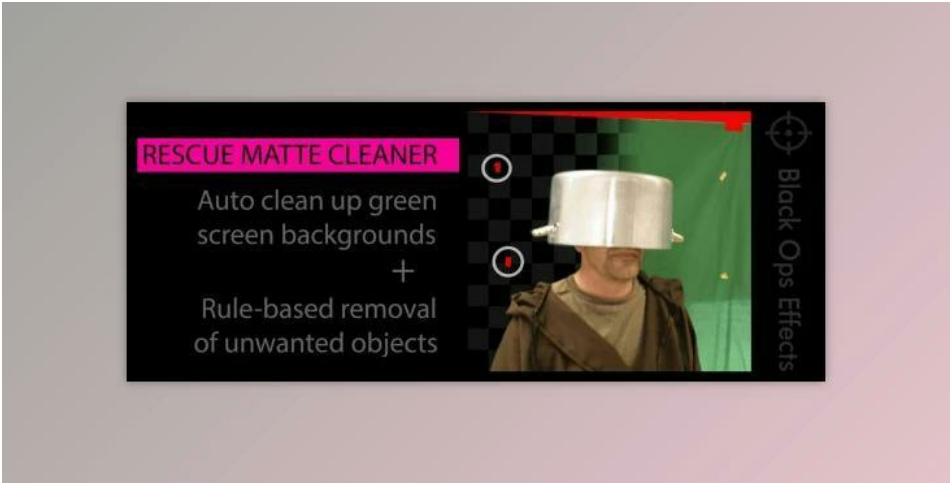 RESCUE MATTE CLEANER
Auto clean up green
screen backgrounds
+
Rule-based removal
of unwanted objects
Black Ops Effects